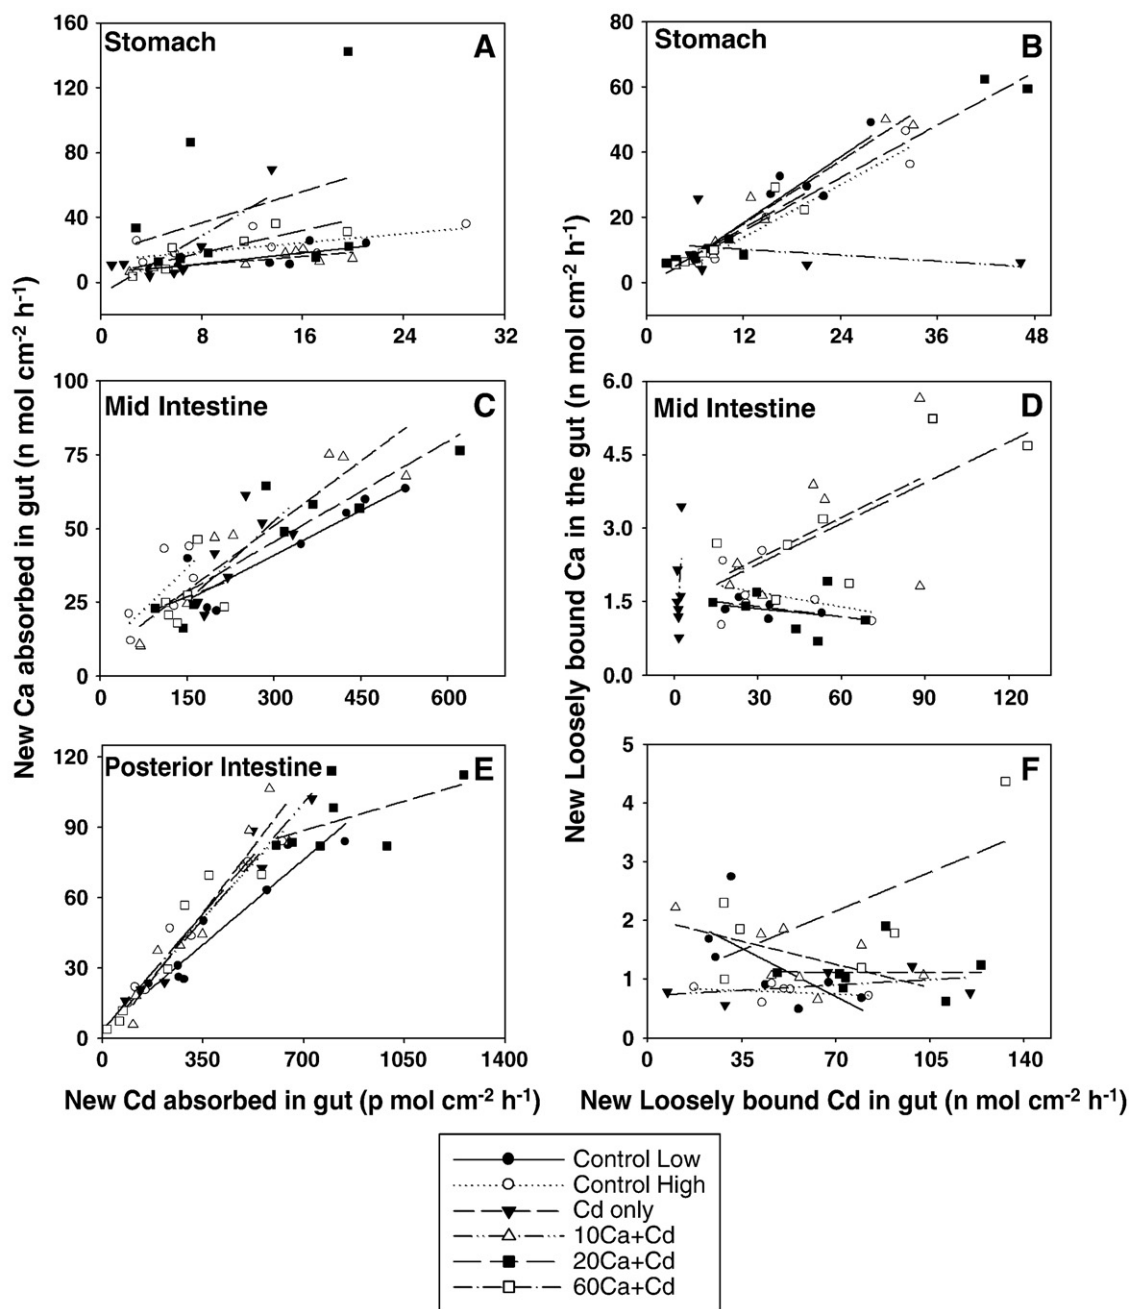 New Ca absorbed in gut (n mol cm-2 h-1)
Stomach A
160
120
80
40
0
0 8 16 24 32
New Loosely bound Ca in the gut (n mol cm-2 h-1)
Stomach B
80
60
40
20
0
0 12 24 36 48
Mid Intestine C
100
75
50
25
0
0 150 300 450 600
Mid Intestine D
6.0
4.5
3.0
1.5
0.0
0 30 60 90 120
Posterior Intestine E
120
90
60
30
0
0 350 700 1050 1400
F
5
4
3
2
1
0
0 35 70 105 140
New Cd absorbed in gut (p mol cm-2 h-1)
New Loosely bound Cd in gut (n mol cm-2 h-1)
Control Low
Control High
Cd only
10Ca+Cd
20Ca+Cd
60Ca+Cd